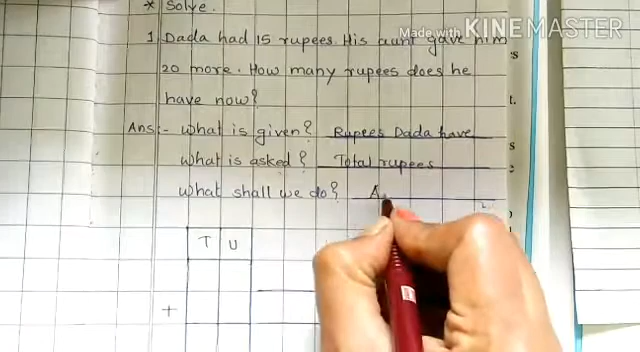 * Solve.
Made with KINEMASTER
1. Dada had 15 rupees. His aunt gave him
20 more. How many rupees does he
have now?
Ans:- What is given? Rupees Dada have
What is asked? Total rupees
What shall we do? A
T U
+